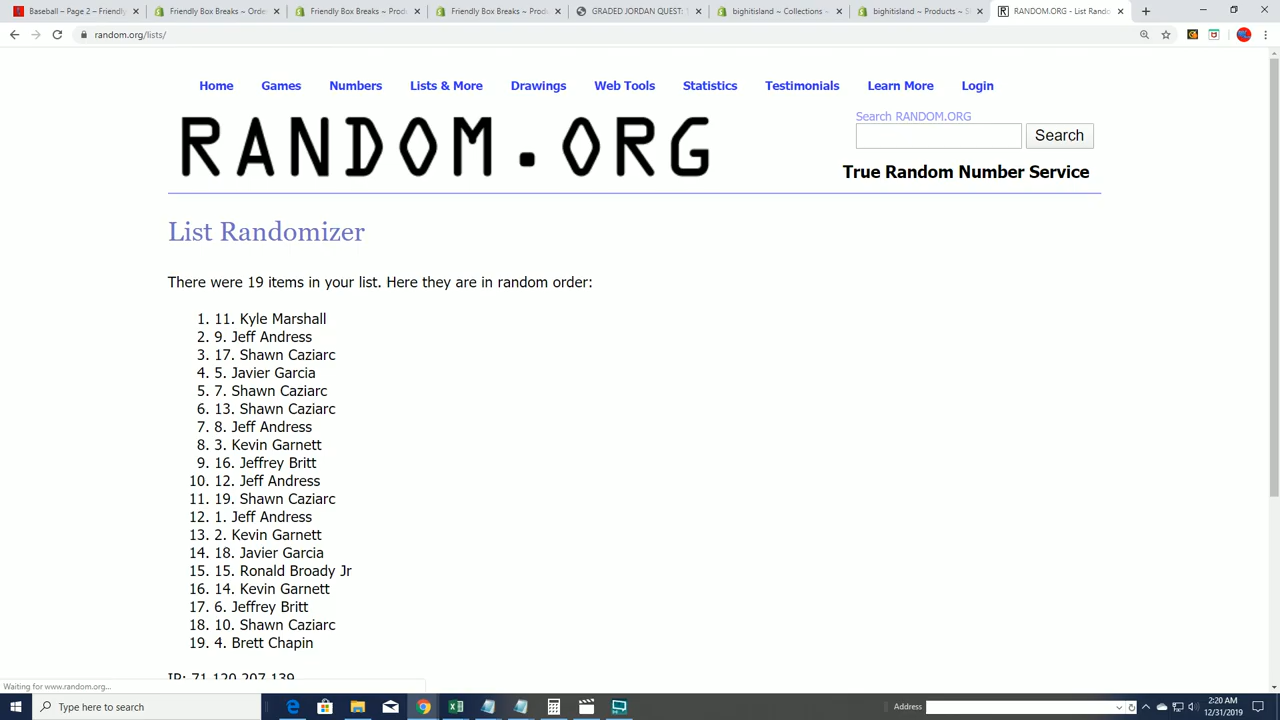 Baseball – Page 2 – Friendly
Friendly Box Breaks ~ Orde
Friendly Box Breaks ~ Produ
Friendly Box Breaks ~ Produ
GRADED JORDAN QUEST:
bighitisland ~ Collections ~
bighitisland ~ Products ~ S
RANDOM.ORG - List Rando
random.org/lists/
Home Games Numbers Lists & More Drawings Web Tools Statistics Testimonials Learn More Login
RANDOM.ORG
Search RANDOM.ORG
Search
True Random Number Service
List Randomizer
There were 19 items in your list. Here they are in random order:
1. 11. Kyle Marshall
2. 9. Jeff Andress
3. 17. Shawn Caziarc
4. 5. Javier Garcia
5. 7. Shawn Caziarc
6. 13. Shawn Caziarc
7. 8. Jeff Andress
8. 3. Kevin Garnett
9. 16. Jeffrey Britt
10. 12. Jeff Andress
11. 19. Shawn Caziarc
12. 1. Jeff Andress
13. 2. Kevin Garnett
14. 18. Javier Garcia
15. 15. Ronald Broady Jr
16. 14. Kevin Garnett
17. 6. Jeffrey Britt
18. 10. Shawn Caziarc
19. 4. Brett Chapin
IP: 71.120.207.139
Waiting for www.random.org...
Type here to search
Address
2:20 AM
12/31/2019